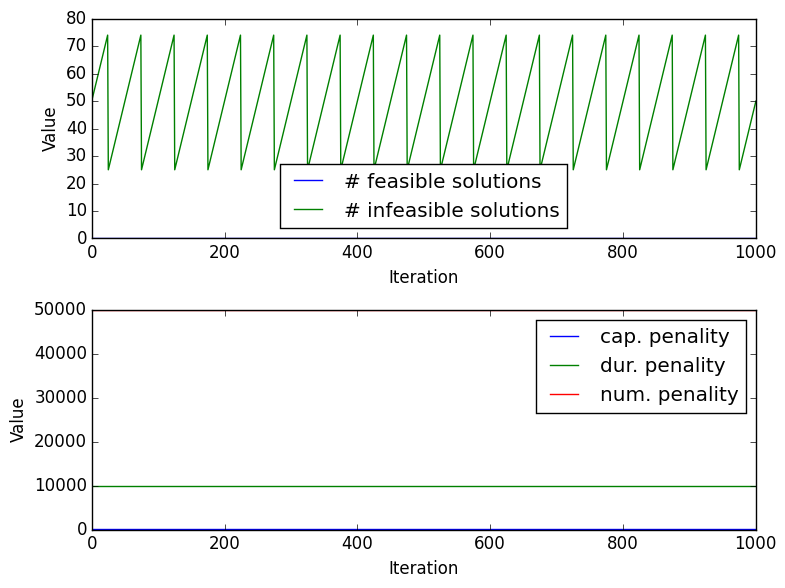 80
70
60
50
40
30
20
10
0
Value
# feasible solutions
# infeasible solutions
0 200 400 600 800 1000
Iteration
50000
40000
30000
20000
10000
0
Value
cap. penality
dur. penality
num. penality
0 200 400 600 800 1000
Iteration